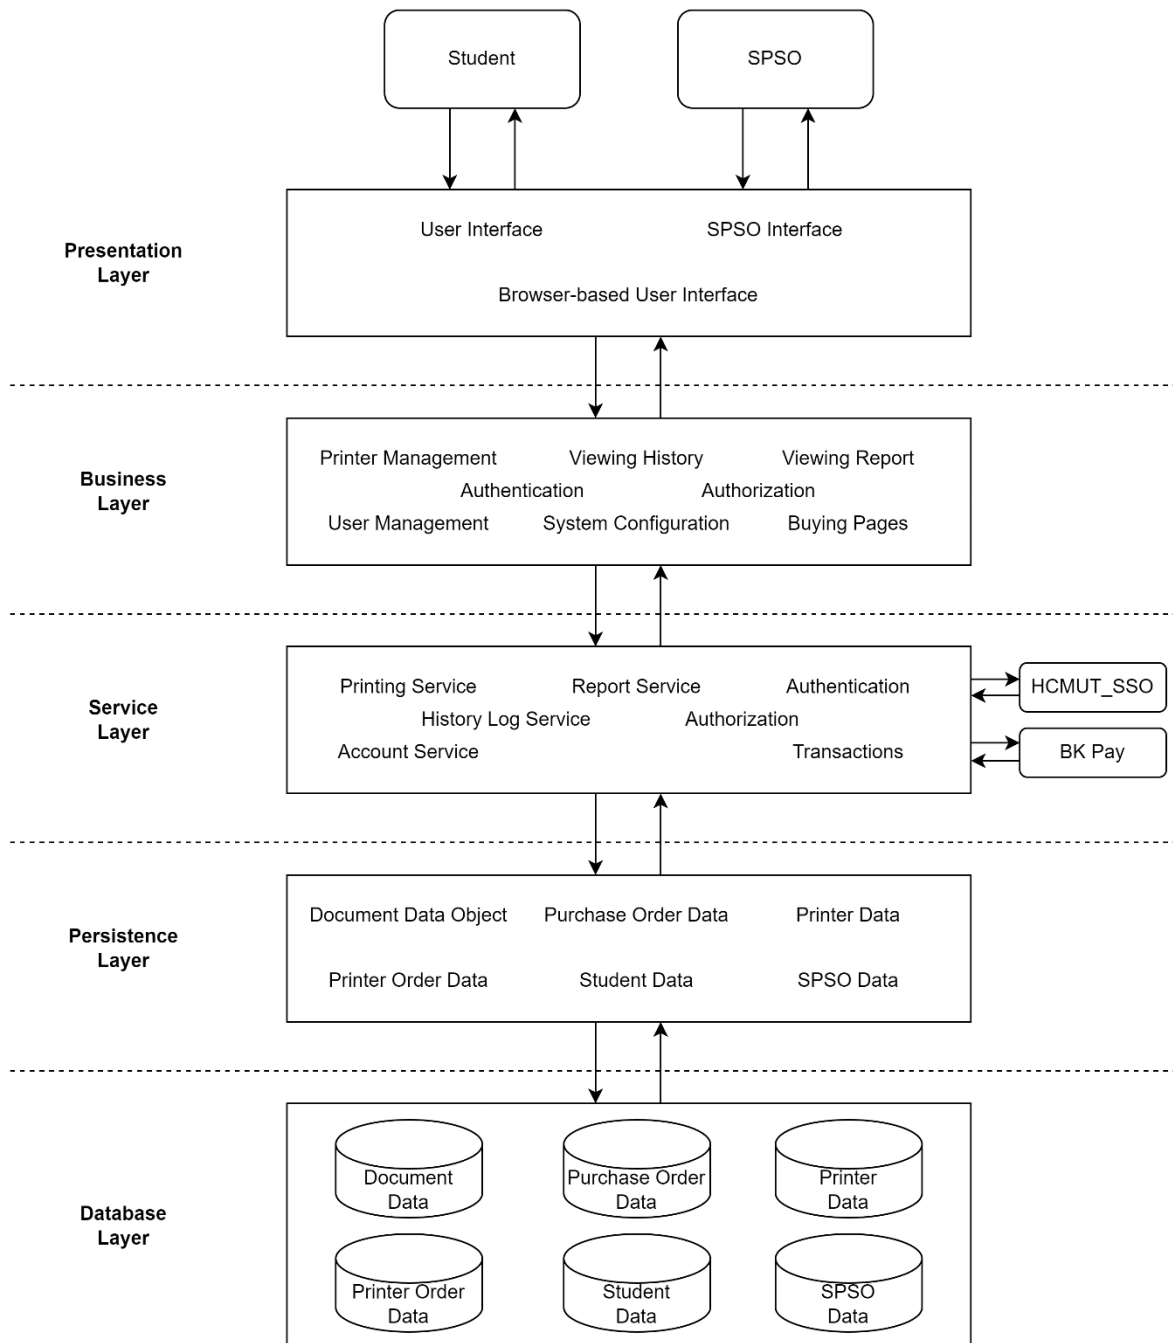 Student
SPSO
Presentation
Layer
User Interface
SPSO Interface
Browser-based User Interface
Business
Layer
Printer Management
Viewing History
Viewing Report
Authentication
Authorization
User Management
System Configuration
Buying Pages
Service
Layer
Printing Service
Report Service
Authentication
History Log Service
Authorization
Account Service
Transactions
HCMUT_SSO
BK Pay
Persistence
Layer
Document Data Object
Purchase Order Data
Printer Data
Printer Order Data
Student Data
SPSO Data
Database
Layer
Document
Data
Purchase Order
Data
Printer
Data
Printer Order
Data
Student
Data
SPSO
Data